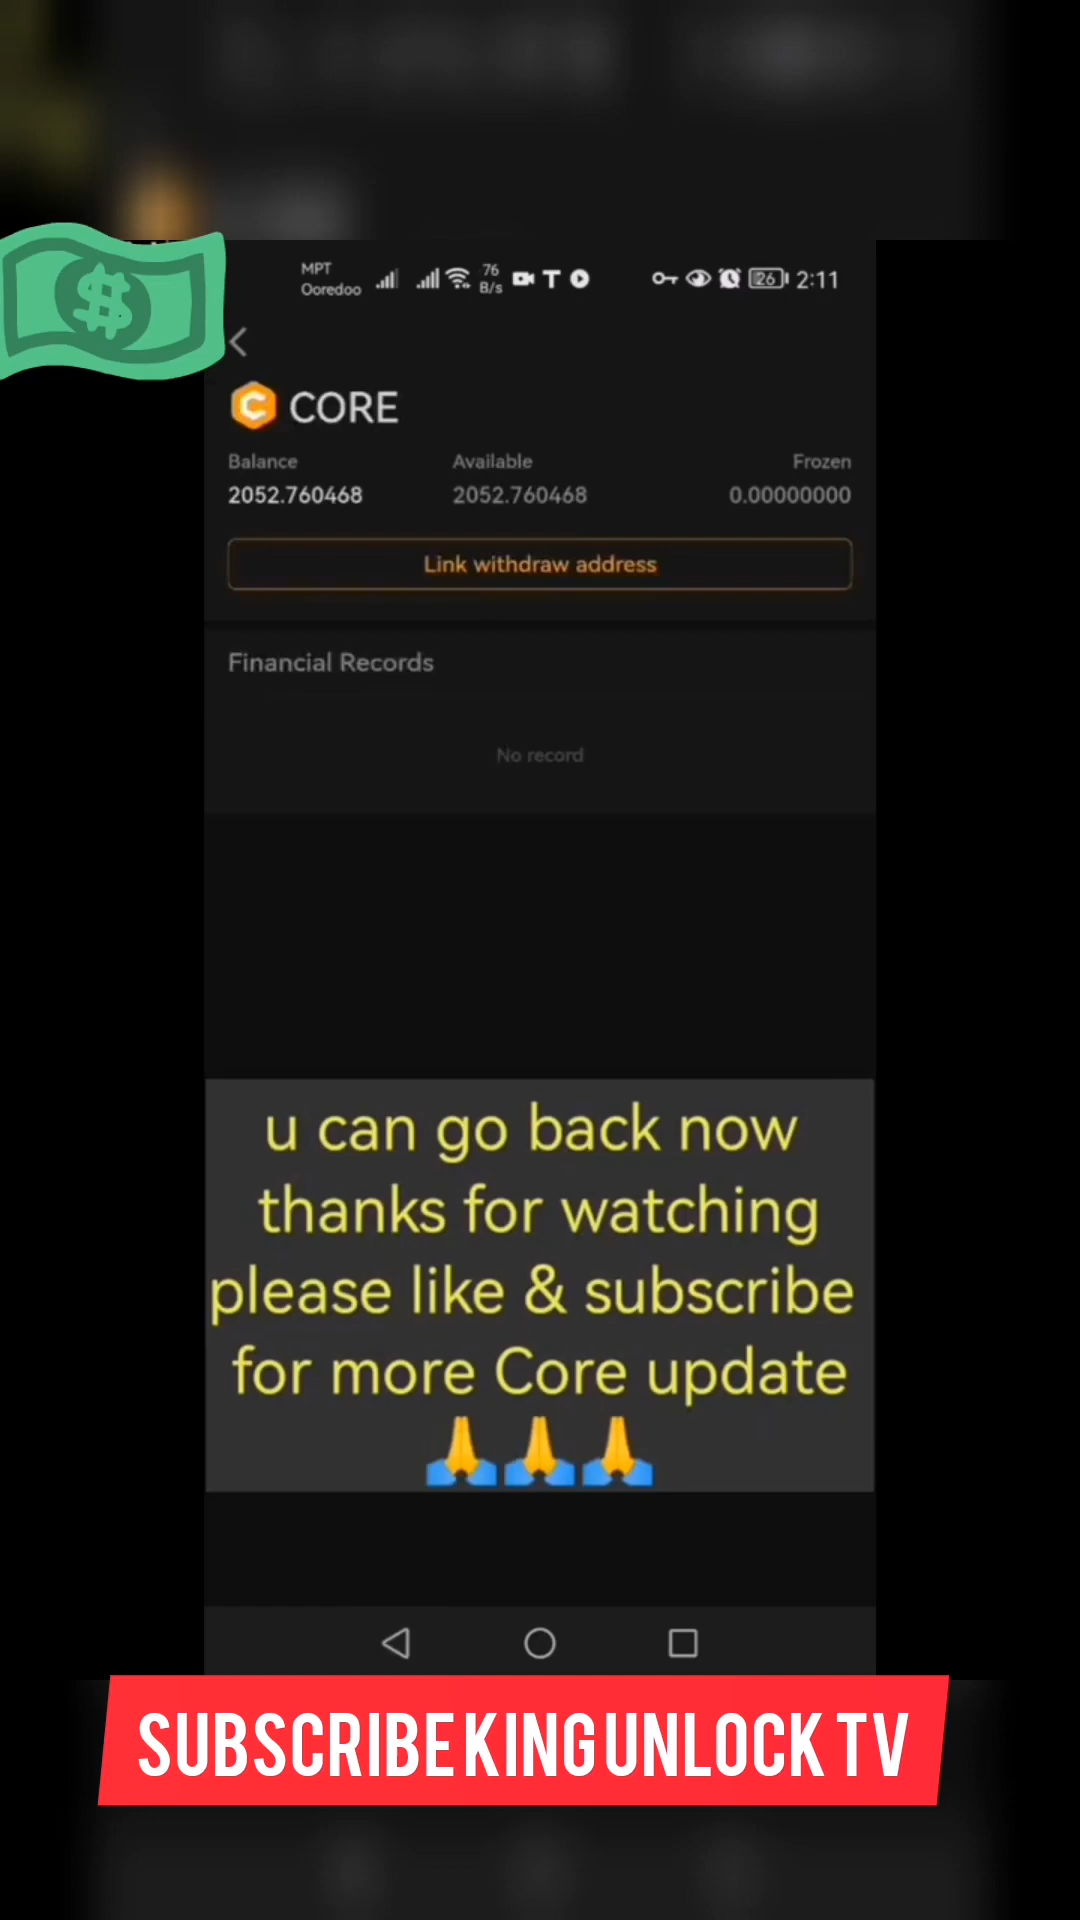 MPT
Ooredoo
76
B/s
26
2:11
CORE
Balance
Available
Frozen
2052.760468
2052.760468
0.00000000
Link withdraw address
Financial Records
No record
u can go back now
thanks for watching
please like & subscribe
for more Core update
🙏🙏🙏
SUBSCRIBE KING UNLOCK TV